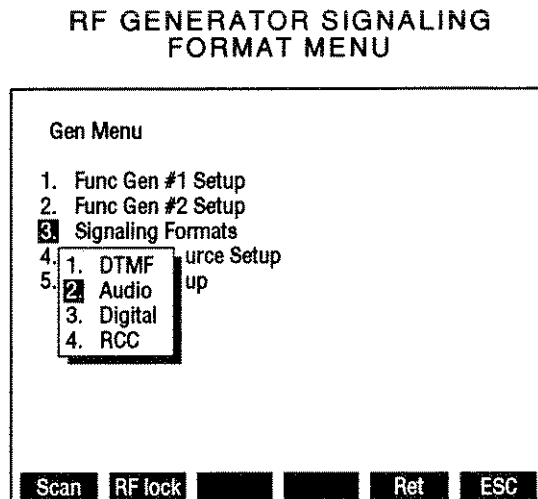 RF GENERATOR SIGNALING
FORMAT MENU
Gen Menu
1. Func Gen #1 Setup
2. Func Gen #2 Setup
3. Signaling Formats
4. urce Setup
5. up
1. DTMF
2. Audio
3. Digital
4. RCC
Scan RF lock Ret ESC